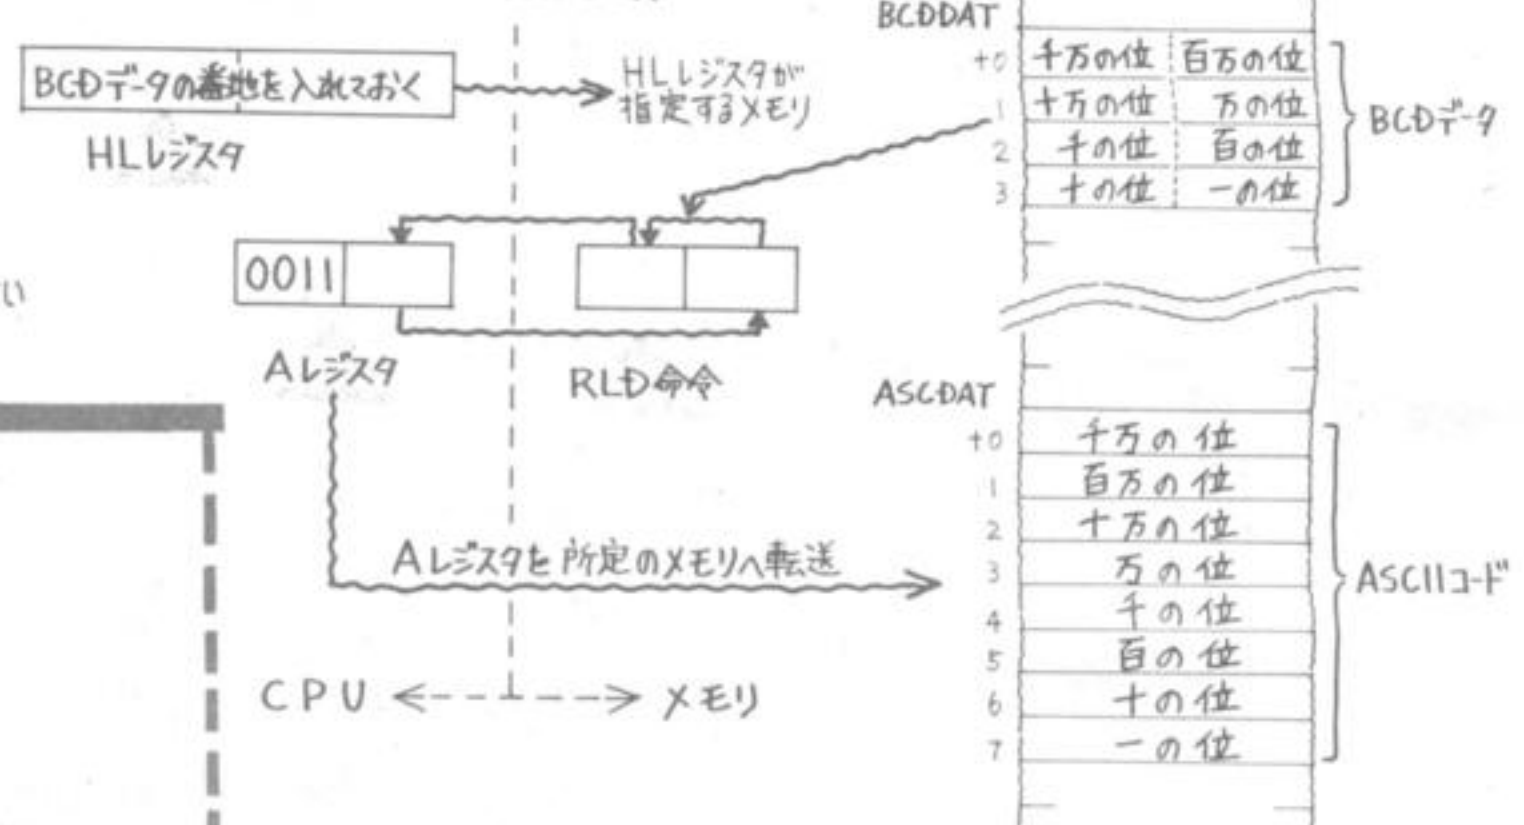 BCDDAT
BCDデータの番地を入れておく
HLレジスタ
HLレジスタが
指定するメモリ
+0 千万の位 百万の位
1 十万の位 万の位
2 千の位 百の位
3 十の位 一の位
BCDデータ
い
0011
Aレジスタ
RLD命令
ASCDAT
+0 千万の位
1 百万の位
2 十万の位
3 万の位
4 千の位
5 百の位
6 十の位
7 一の位
ASCIIコード
Aレジスタを所定のメモリへ転送
CPU
メモリ